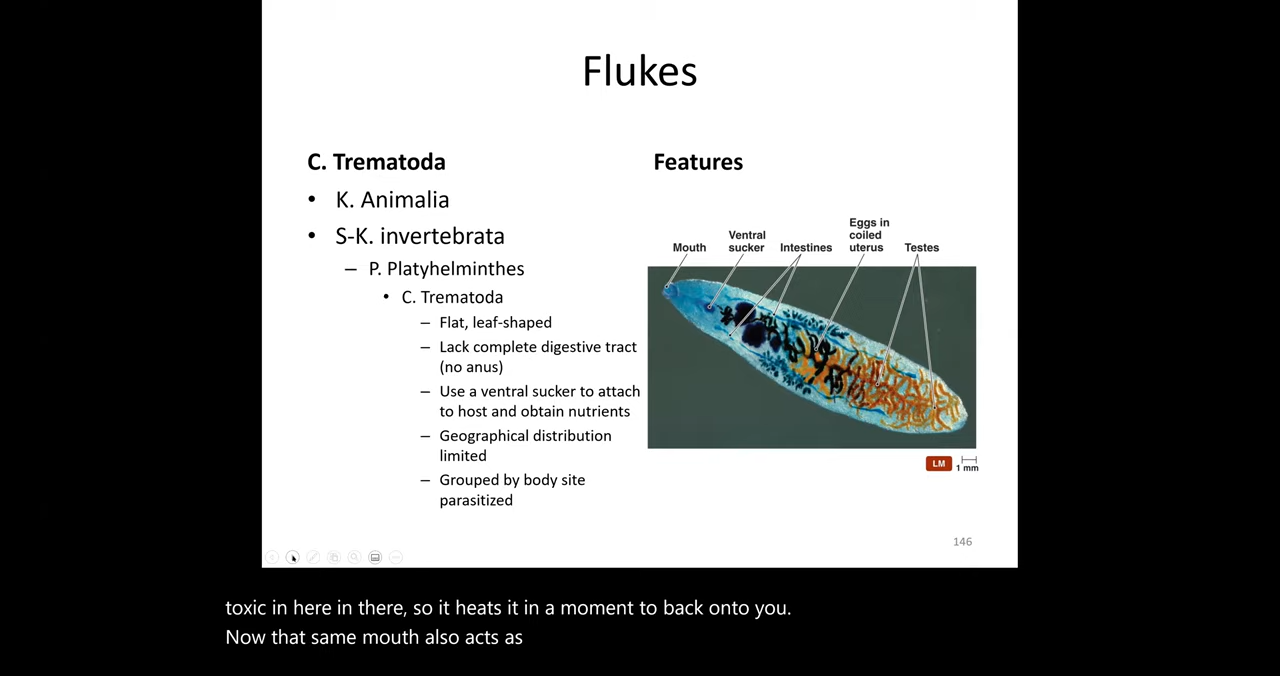 Flukes
C. Trematoda
• K. Animalia
• S-K. invertebrata
– P. Platyhelminthes
• C. Trematoda
– Flat, leaf-shaped
– Lack complete digestive tract
(no anus)
– Use a ventral sucker to attach
to host and obtain nutrients
– Geographical distribution
limited
– Grouped by body site
parasitized
Features
Mouth
Ventral
sucker
Intestines
Eggs in
coiled
uterus
Testes
LM
1 mm
146
toxic in here in there, so it heats it in a moment to back onto you.
Now that same mouth also acts as